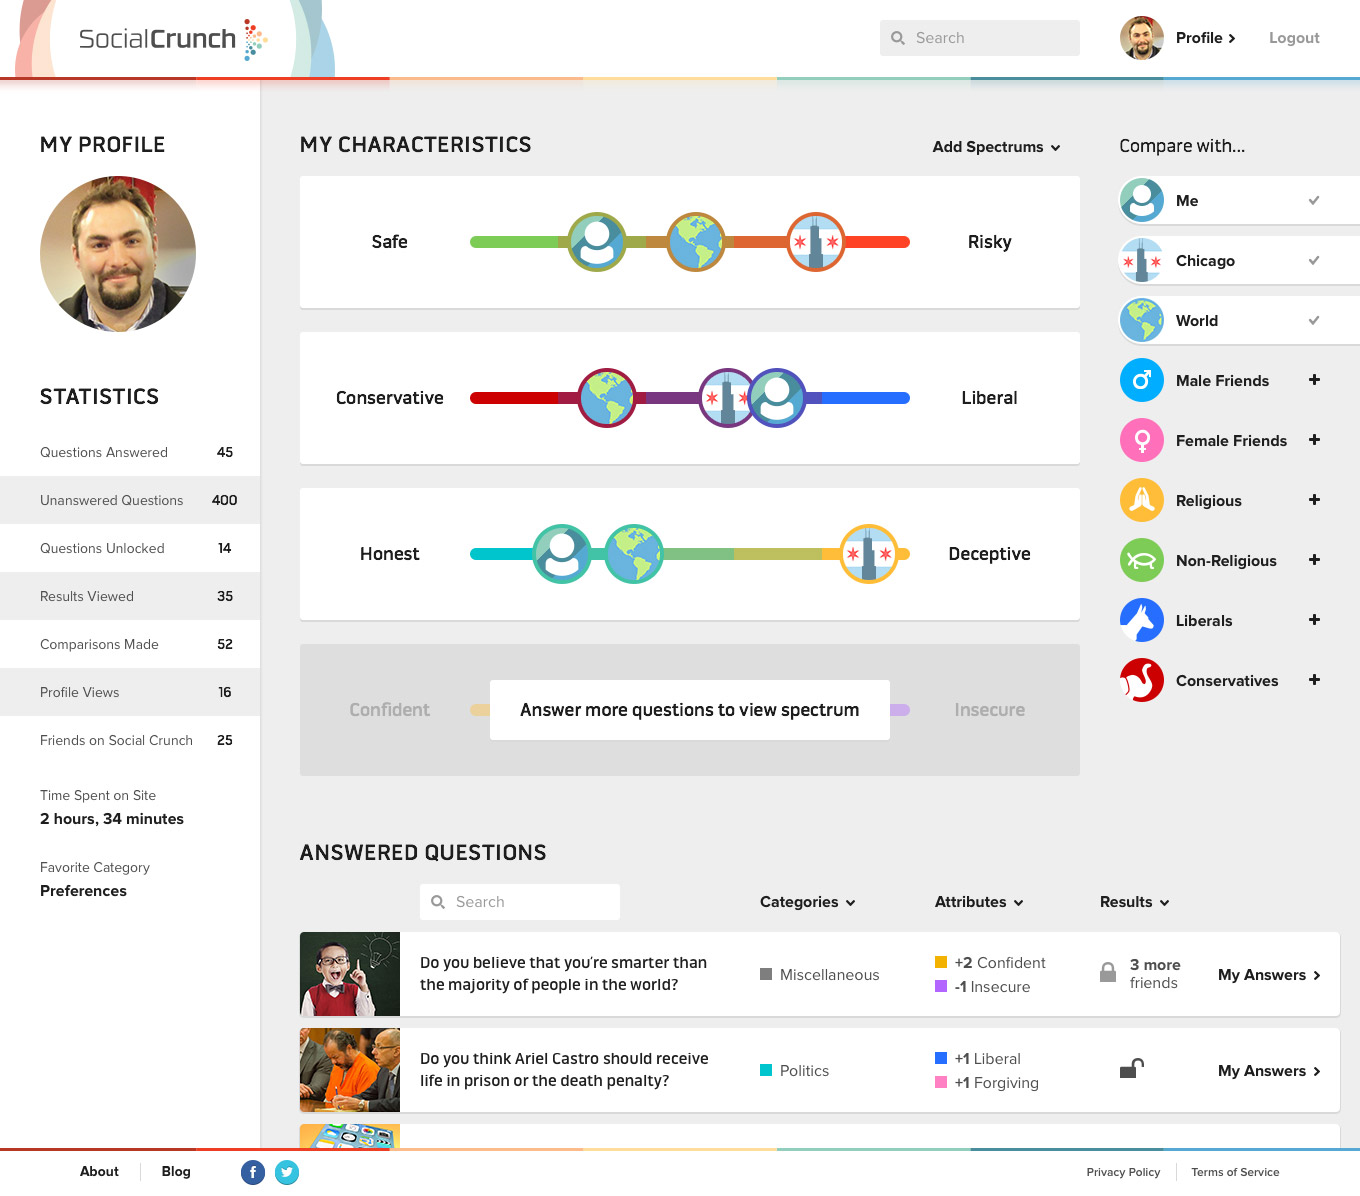 SocialCrunch
Search
Profile
Logout
MY PROFILE
STATISTICS
Questions Answered 45
Unanswered Questions 400
Questions Unlocked 14
Results Viewed 35
Comparisons Made 52
Profile Views 16
Friends on Social Crunch 25
Time Spent on Site
2 hours, 34 minutes
Favorite Category
Preferences
MY CHARACTERISTICS
Add Spectrums
Safe
Risky
Conservative
Liberal
Honest
Deceptive
Confident
Answer more questions to view spectrum
Insecure
Compare with...
Me
Chicago
World
Male Friends
Female Friends
Religious
Non-Religious
Liberals
Conservatives
ANSWERED QUESTIONS
Search
Categories
Attributes
Results
Do you believe that you're smarter than
the majority of people in the world?
Miscellaneous
+2 Confident
-1 Insecure
3 more
friends
My Answers
Do you think Ariel Castro should receive
life in prison or the death penalty?
Politics
+1 Liberal
+1 Forgiving
My Answers
About
Blog
Privacy Policy
Terms of Service